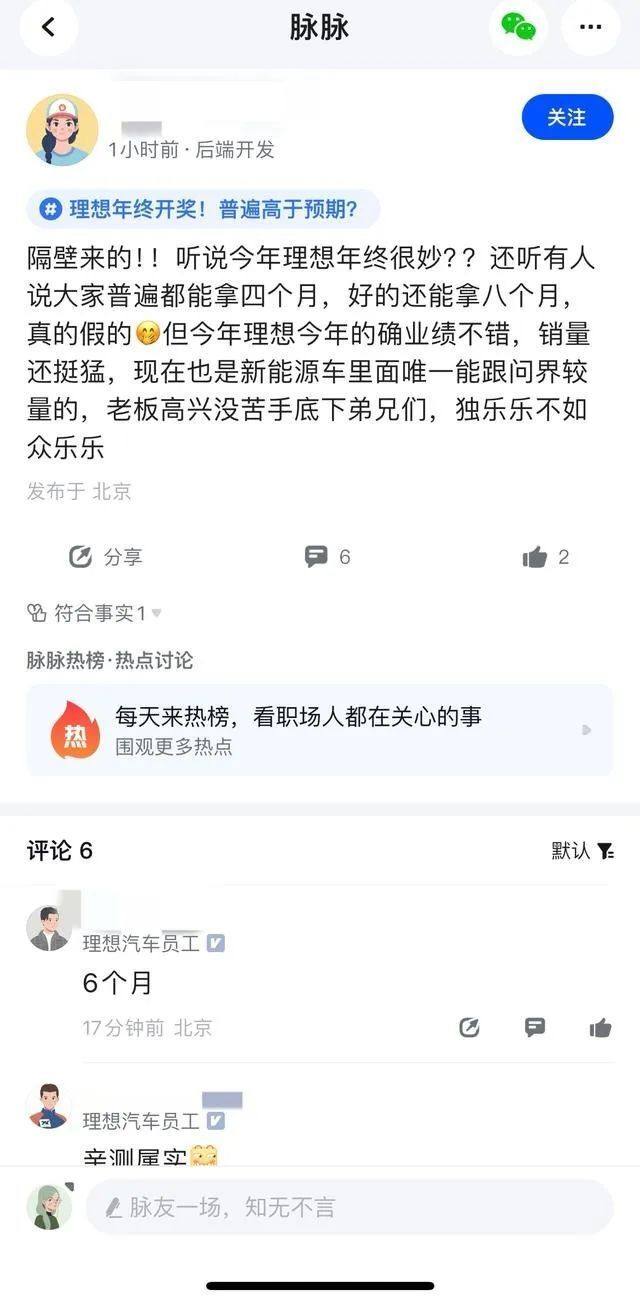 脉脉
1小时前 · 后端开发
关注
# 理想年终开奖！普遍高于预期？
隔壁来的！！听说今年理想年终很妙？？还听有人
说大家普遍都能拿四个月，好的还能拿八个月，
真的假的🤭但今年理想今年的确业绩不错，销量
还挺猛，现在也是新能源车里面唯一能跟问界较
量的，老板高兴没苦手底下弟兄们，独乐乐不如
众乐乐
发布于 北京
分享
6
2
符合事实1
脉脉热榜·热点讨论
热
每天来热榜，看职场人都在关心的事
围观更多热点
评论 6
默认
理想汽车员工
6个月
17分钟前 北京
理想汽车员工
亲测属实
脉友一场，知无不言